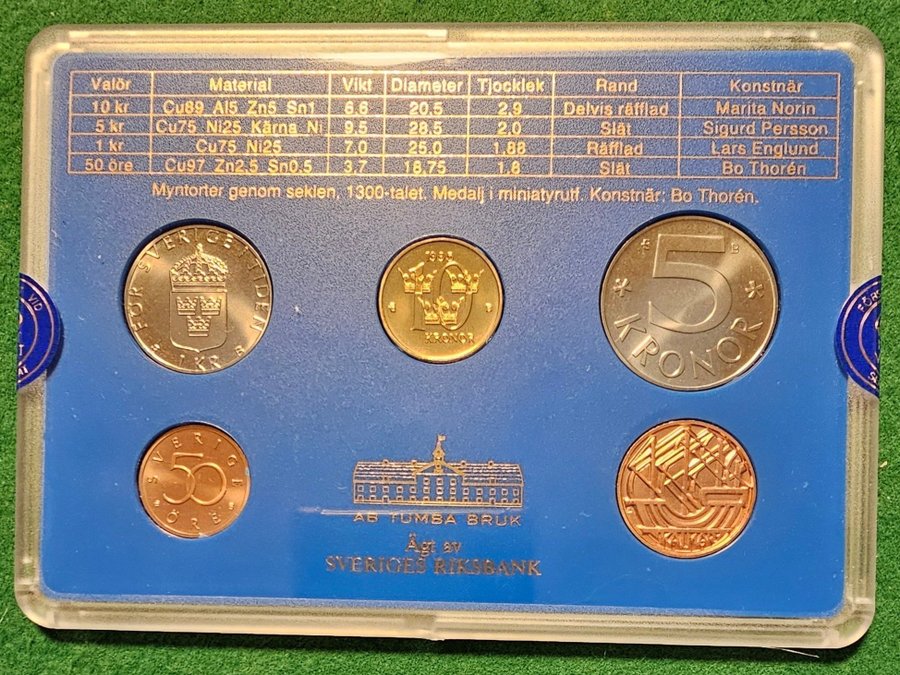 Valör Material Vikt Diameter Tjocklek Rand Konstnär
10 kr Cu89 Al5 Zn5 Sn1 6.6 20,5 2,9 Delvis räfflad Marita Norin
5 kr Cu75 Ni25 Kärna Ni 9,5 28,5 2,0 Slät Sigurd Persson
1 kr Cu75 Ni25 7.0 25,0 1,88 Räfflad Lars Englund
50 öre Cu97 Zn2,5 Sn0,5 3,7 18,75 1.8 Slät Bo Thorén
Myntorter genom seklen, 1300-talet. Medalj i miniatyrutf. Konstnär: Bo Thorén.
FÖR SVERIGE I TIDEN
1 KR
10
KRONOR
5
KRONOR
SVERIGE
50
ÖRE
AB TUMBA BRUK
Ägt av
SVERIGES RIKSBANK
VID